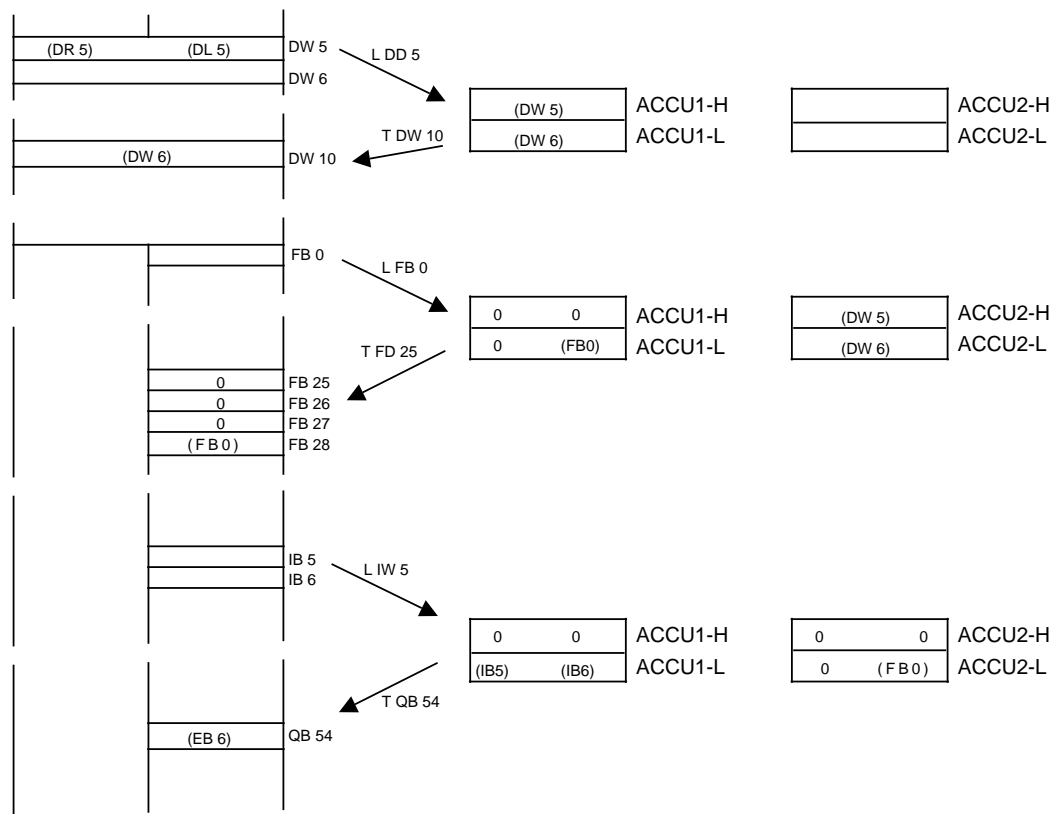 (DR 5) (DL 5) DW 5
L DD 5
DW 6
(DW 5) ACCU1-H ACCU2-H
T DW 10 (DW 6) ACCU1-L ACCU2-L
(DW 6) DW 10
FB 0
L FB 0
0 0 ACCU1-H (DW 5) ACCU2-H
0 (FB0) ACCU1-L (DW 6) ACCU2-L
T FD 25
0 FB 25
0 FB 26
0 FB 27
(FB0) FB 28
IB 5
L IW 5
IB 6
0 0 ACCU1-H 0 0 ACCU2-H
(IB5) (IB6) ACCU1-L 0 (FB0) ACCU2-L
T QB 54
(EB 6) QB 54